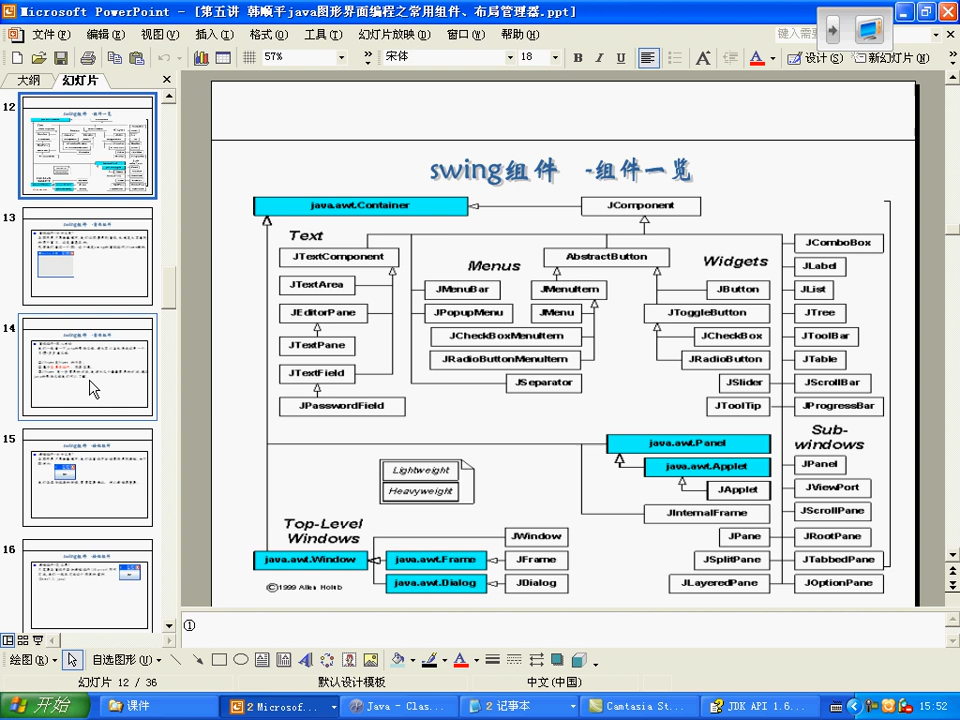 Microsoft PowerPoint - [第五讲 韩顺平java图形界面编程之常用组件、布局管理器.ppt]
文件(F) 编辑(E) 视图(V) 插入(I) 格式(O) 工具(T) 幻灯片放映(D) 窗口(W) 帮助(H)
57% 宋体 18 B I U A A 设计(S) 新幻灯片(N)
大纲 幻灯片
12
13
14
15
16
swing组件 -组件一览
java.awt.Container
JComponent
Text
Menus
Widgets
JTextComponent
JTextArea
JEditorPane
JTextPane
JTextField
JPasswordField
JMenuBar
JPopupMenu
AbstractButton
JMenuItem
JMenu
JCheckBoxMenuItem
JRadioButtonMenuItem
JSeparator
JButton
JToggleButton
JCheckBox
JRadioButton
JSlider
JToolTip
JComboBox
JLabel
JList
JTree
JToolBar
JTable
JScrollBar
JProgressBar
Sub-
windows
java.awt.Panel
java.awt.Applet
JApplet
JInternalFrame
JPanel
JViewPort
JScrollPane
JPane
JRootPane
JSplitPane
JTabbedPane
JLayeredPane
JOptionPane
Lightweight
Heavyweight
Top-Level
Windows
java.awt.Window
java.awt.Frame
java.awt.Dialog
JWindow
JFrame
JDialog
©1999 Allen Holub
①
绘图(R) 自选图形(U)
幻灯片 12 / 36 默认设计模板 中文(中国)
开始 课件 2 Microsof... Java - Clas... 2 记事本 Camtasia St... JDK API 1.6... 15:52